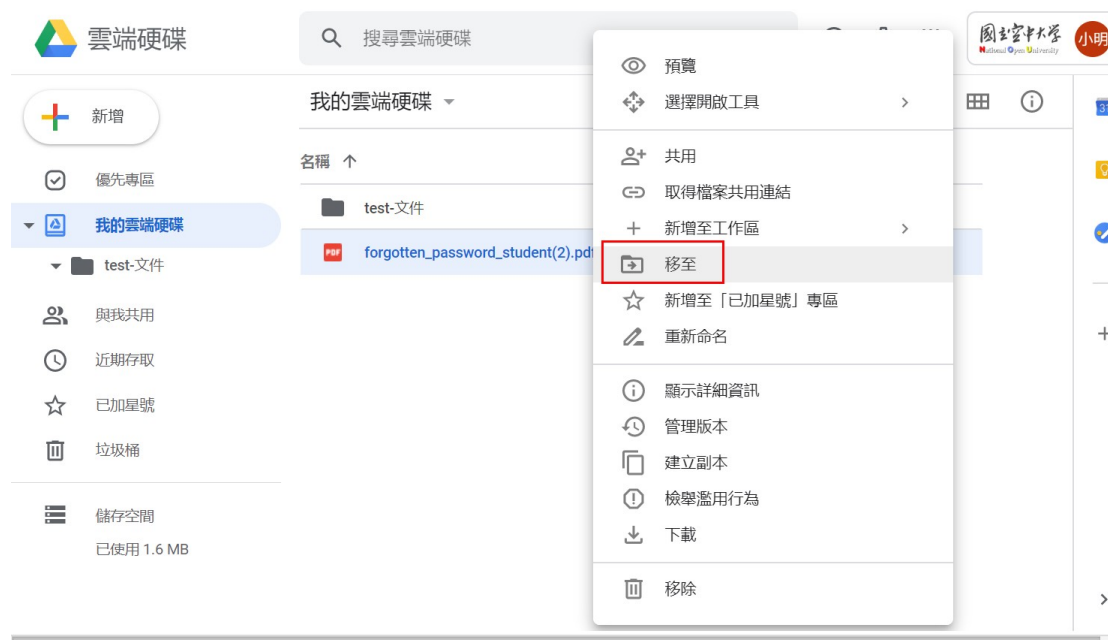 雲端硬碟
搜尋雲端硬碟
國立空中大學
National Open University
小明
新增
優先專區
我的雲端硬碟
test-文件
與我共用
近期存取
已加星號
垃圾桶
儲存空間
已使用 1.6 MB
我的雲端硬碟
名稱
test-文件
PDF
forgotten_password_student(2).pdf
預覽
選擇開啟工具
共用
取得檔案共用連結
新增至工作區
移至
新增至「已加星號」專區
重新命名
顯示詳細資訊
管理版本
建立副本
檢舉濫用行為
下載
移除
31